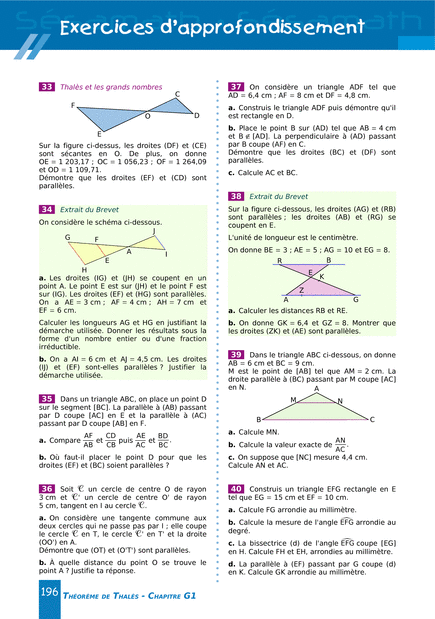 Exercices d'approfondissement
33 Thalès et les grands nombres
C
F
O
D
E
Sur la figure ci-dessus, les droites (DF) et (CE)
sont sécantes en O. De plus, on donne
OE = 1 203,17 ; OC = 1 056,23 ; OF = 1 264,09
et OD = 1 109,71.
Démontre que les droites (EF) et (CD) sont
parallèles.
34 Extrait du Brevet
On considère le schéma ci-dessous.
J
G
F
A
I
E
H
a. Les droites (IG) et (JH) se coupent en un
point A. Le point E est sur (JH) et le point F est
sur (IG). Les droites (EF) et (HG) sont parallèles.
On a AE = 3 cm ; AF = 4 cm ; AH = 7 cm et
EF = 6 cm.
Calculer les longueurs AG et HG en justifiant la
démarche utilisée. Donner les résultats sous la
forme d'un nombre entier ou d'une fraction
irréductible.
b. On a AI = 6 cm et AJ = 4,5 cm. Les droites
(IJ) et (EF) sont-elles parallèles ? Justifier la
démarche utilisée.
35 Dans un triangle ABC, on place un point D
sur le segment [BC]. La parallèle à (AB) passant
par D coupe [AC] en E et la parallèle à (AC)
passant par D coupe [AB] en F.
a. Compare AF/AB et CD/CB puis AE/AC et BD/BC.
b. Où faut-il placer le point D pour que les
droites (EF) et (BC) soient parallèles ?
36 Soit 𝒞 un cercle de centre O de rayon
3 cm et 𝒞' un cercle de centre O' de rayon
5 cm, tangent en I au cercle 𝒞.
a. On considère une tangente commune aux
deux cercles qui ne passe pas par I ; elle coupe
le cercle 𝒞 en T, le cercle 𝒞' en T' et la droite
(OO') en A.
Démontre que (OT) et (O'T') sont parallèles.
b. À quelle distance du point O se trouve le
point A ? Justifie ta réponse.
37 On considère un triangle ADF tel que
AD = 6,4 cm ; AF = 8 cm et DF = 4,8 cm.
a. Construis le triangle ADF puis démontre qu'il
est rectangle en D.
b. Place le point B sur (AD) tel que AB = 4 cm
et B ∉ [AD]. La perpendiculaire à (AD) passant
par B coupe (AF) en C.
Démontre que les droites (BC) et (DF) sont
parallèles.
c. Calcule AC et BC.
38 Extrait du Brevet
Sur la figure ci-dessous, les droites (AG) et (RB)
sont parallèles ; les droites (AB) et (RG) se
coupent en E.
L'unité de longueur est le centimètre.
On donne BE = 3 ; AE = 5 ; AG = 10 et EG = 8.
R
B
E
K
Z
A
G
a. Calculer les distances RB et RE.
b. On donne GK = 6,4 et GZ = 8. Montrer que
les droites (ZK) et (AE) sont parallèles.
39 Dans le triangle ABC ci-dessous, on donne
AB = 6 cm et BC = 9 cm.
M est le point de [AB] tel que AM = 2 cm. La
droite parallèle à (BC) passant par M coupe [AC]
en N.
A
M
N
B
C
a. Calcule MN.
b. Calcule la valeur exacte de AN/AC.
c. On suppose que [NC] mesure 4,4 cm.
Calcule AN et AC.
40 Construis un triangle EFG rectangle en E
tel que EG = 15 cm et EF = 10 cm.
a. Calcule FG arrondie au millimètre.
b. Calcule la mesure de l'angle EFG arrondie au
degré.
c. La bissectrice (d) de l'angle EFG coupe [EG]
en H. Calcule FH et EH, arrondies au millimètre.
d. La parallèle à (EF) passant par G coupe (d)
en K. Calcule GK arrondie au millimètre.
196 Théorème de Thalès - Chapitre G1